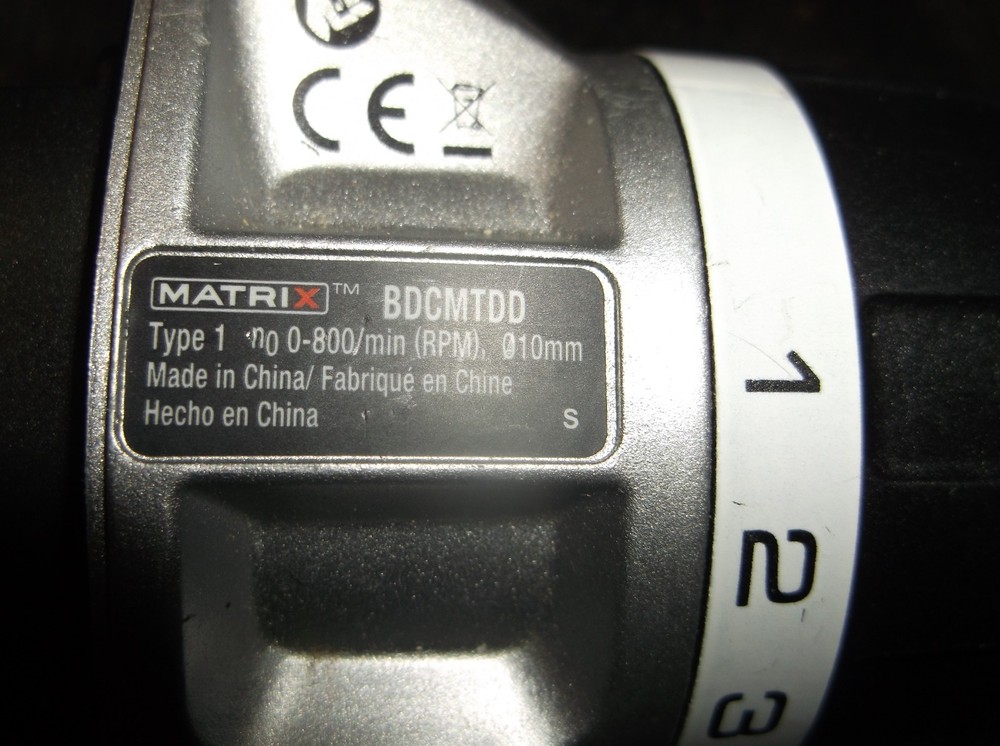 CE
MATRIX™ BDCMTDD
Type 1 no 0-800/min (RPM), Ø10mm
Made in China/ Fabriqué en Chine
Hecho en China S
1
2
3